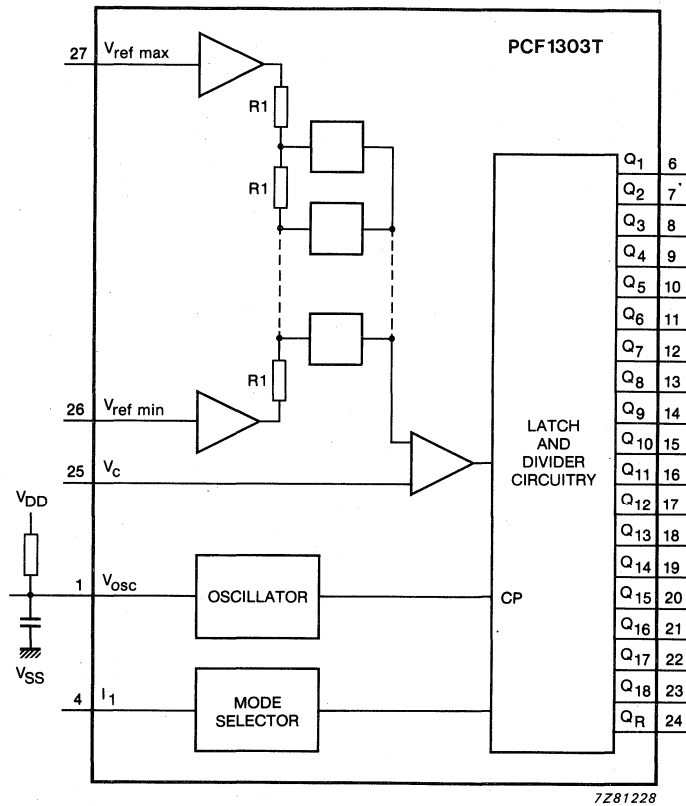 PCF1303T
27 Vref max
R1
R1
R1
26 Vref min
25 VC
VDD
1 Vosc
VSS
4 I1
OSCILLATOR
MODE
SELECTOR
LATCH
AND
DIVIDER
CIRCUITRY
CP
Q1 6
Q2 7
Q3 8
Q4 9
Q5 10
Q6 11
Q7 12
Q8 13
Q9 14
Q10 15
Q11 16
Q12 17
Q13 18
Q14 19
Q15 20
Q16 21
Q17 22
Q18 23
QR 24
7Z81228